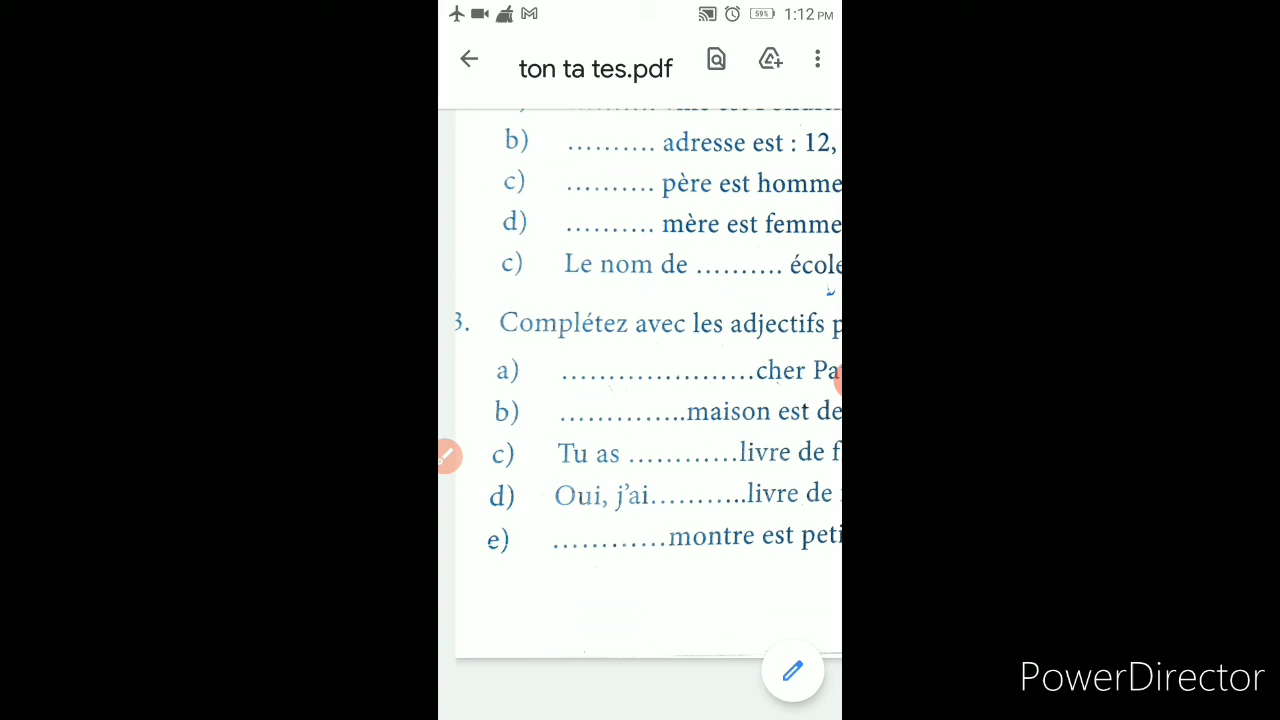 59% 1:12 PM
ton ta tes.pdf
b) .......... adresse est : 12,
c) .......... père est homme
d) .......... mère est femme
c) Le nom de .......... école
3. Complétez avec les adjectifs p
a) .....................cher Pa
b) ..............maison est de
c) Tu as ............livre de f
d) Oui, j'ai...........livre de
e) ............montre est peti
PowerDirector